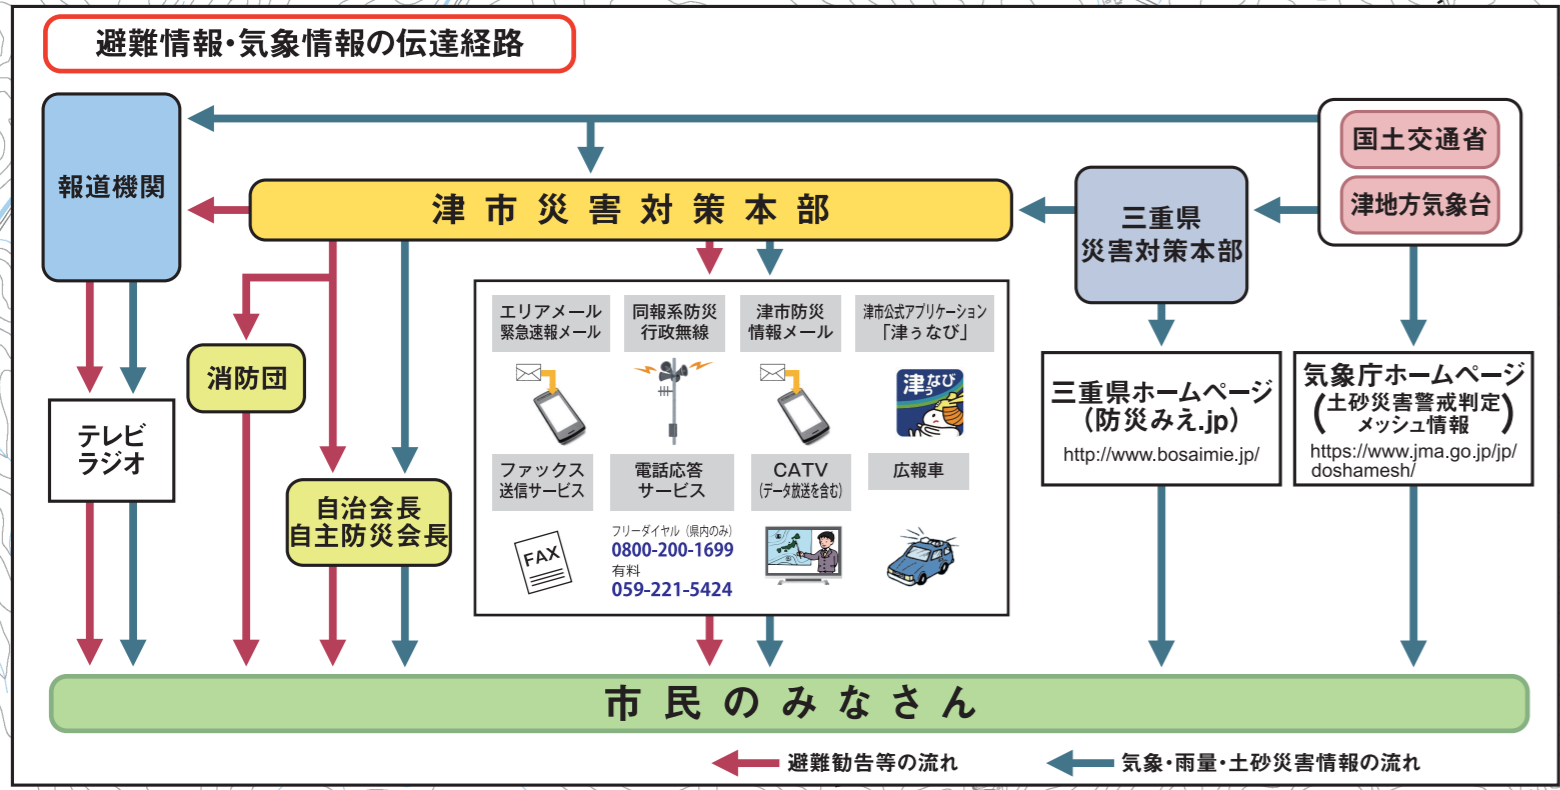 避難情報・気象情報の伝達経路
報道機関
国土交通省
津地方気象台
津市災害対策本部
三重県
災害対策本部
エリアメール
緊急速報メール
同報系防災
行政無線
津市防災
情報メール
津市公式アプリケーション
「津ぅなび」
津ぅなび
消防団
テレビ
ラジオ
自治会長
自主防災会長
三重県ホームページ
(防災みえ.jp)
http://www.bosaimie.jp/
気象庁ホームページ
(土砂災害警戒判定
メッシュ情報)
https://www.jma.go.jp/jp/
doshamesh/
ファックス
送信サービス
電話応答
サービス
CATV
(データ放送を含む)
広報車
FAX
フリーダイヤル(県内のみ)
0800-200-1699
有料
059-221-5424
市民のみなさん
避難勧告等の流れ
気象・雨量・土砂災害情報の流れ